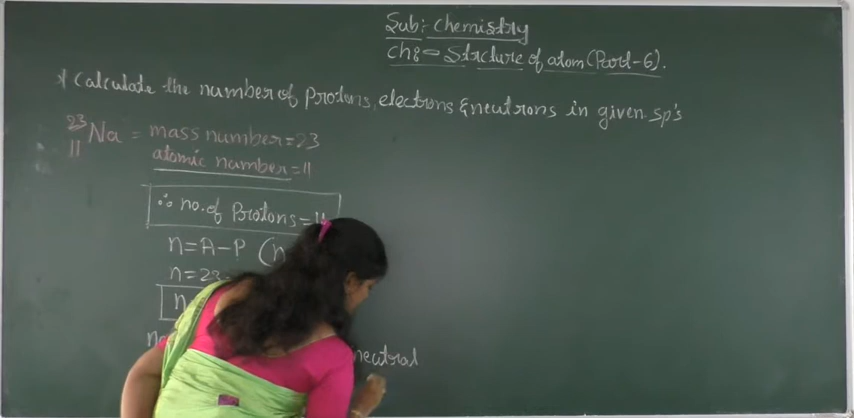 Sub:- Chemistry
Ch:- Structure of atom (Part-6).
* Calculate the number of Protons, electrons & neutrons in given sp's
23
11 Na = mass number = 23
atomic number = 11
∴ no. of Protons = 11
n = A - P (n
n = 23
n
neutral